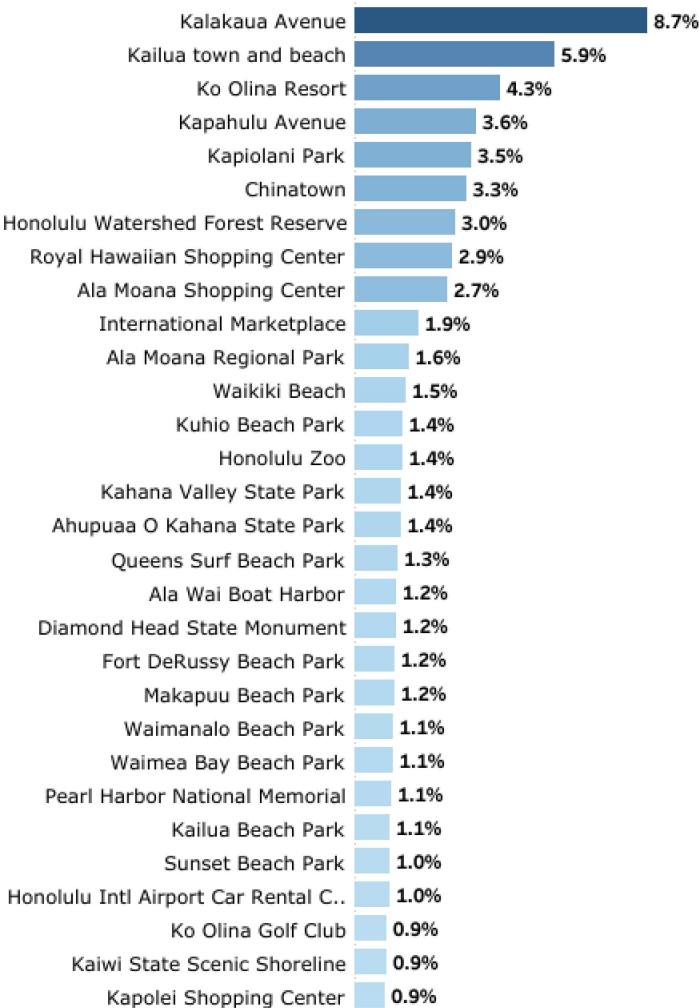 Kalakaua Avenue 8.7%
Kailua town and beach 5.9%
Ko Olina Resort 4.3%
Kapahulu Avenue 3.6%
Kapiolani Park 3.5%
Chinatown 3.3%
Honolulu Watershed Forest Reserve 3.0%
Royal Hawaiian Shopping Center 2.9%
Ala Moana Shopping Center 2.7%
International Marketplace 1.9%
Ala Moana Regional Park 1.6%
Waikiki Beach 1.5%
Kuhio Beach Park 1.4%
Honolulu Zoo 1.4%
Kahana Valley State Park 1.4%
Ahupuaa O Kahana State Park 1.4%
Queens Surf Beach Park 1.3%
Ala Wai Boat Harbor 1.2%
Diamond Head State Monument 1.2%
Fort DeRussy Beach Park 1.2%
Makapuu Beach Park 1.2%
Waimanalo Beach Park 1.1%
Waimea Bay Beach Park 1.1%
Pearl Harbor National Memorial 1.1%
Kailua Beach Park 1.1%
Sunset Beach Park 1.0%
Honolulu Intl Airport Car Rental C.. 1.0%
Ko Olina Golf Club 0.9%
Kaiwi State Scenic Shoreline 0.9%
Kapolei Shopping Center 0.9%